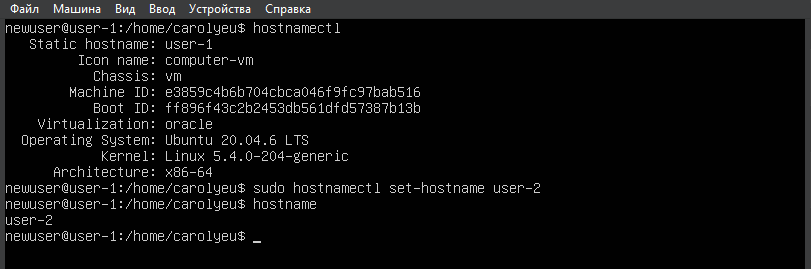 Файл Машина Вид Ввод Устройства Справка
newuser@user-1:/home/carolyeu$ hostnamectl
Static hostname: user-1
Icon name: computer-vm
Chassis: vm
Machine ID: e3859c4b6b704cbca046f9fc97bab516
Boot ID: ff896f43c2b2453db561dfd57387b13b
Virtualization: oracle
Operating System: Ubuntu 20.04.6 LTS
Kernel: Linux 5.4.0-204-generic
Architecture: x86-64
newuser@user-1:/home/carolyeu$ sudo hostnamectl set-hostname user-2
newuser@user-1:/home/carolyeu$ hostname
user-2
newuser@user-1:/home/carolyeu$ _